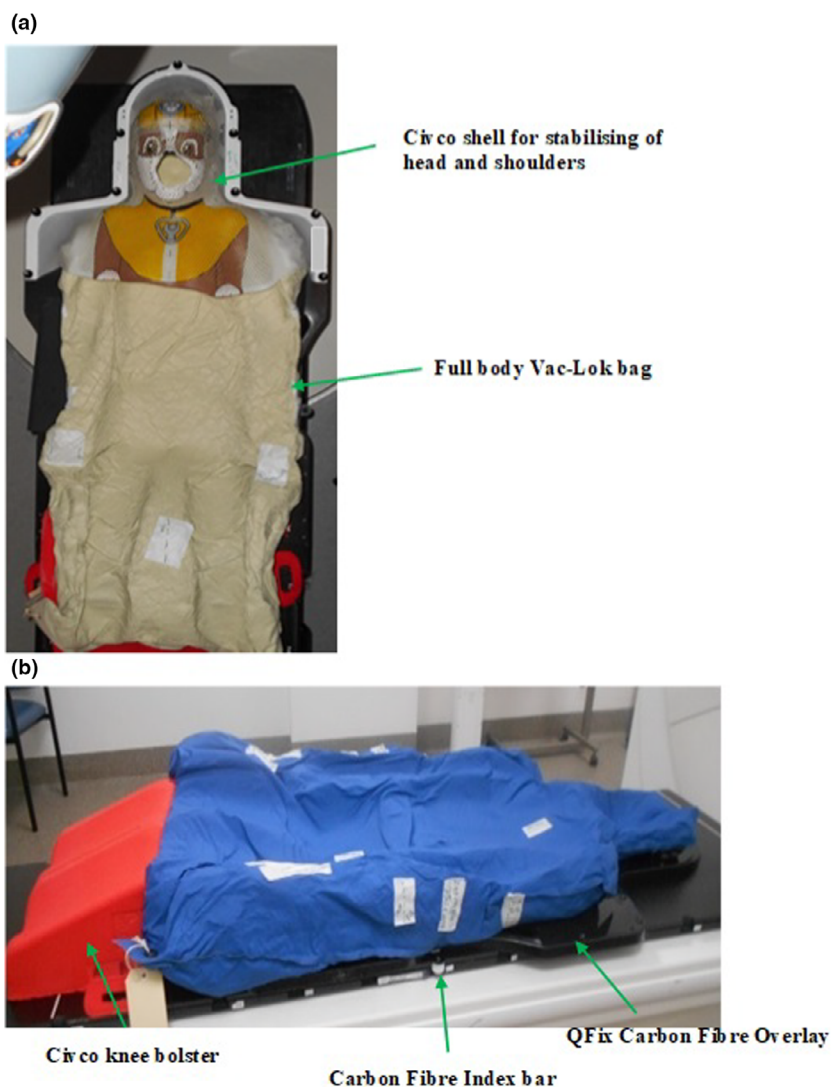 (a)
Civco shell for stabilising of
head and shoulders
Full body Vac-Lok bag
(b)
Civco knee bolster
Carbon Fibre Index bar
QFix Carbon Fibre Overlay